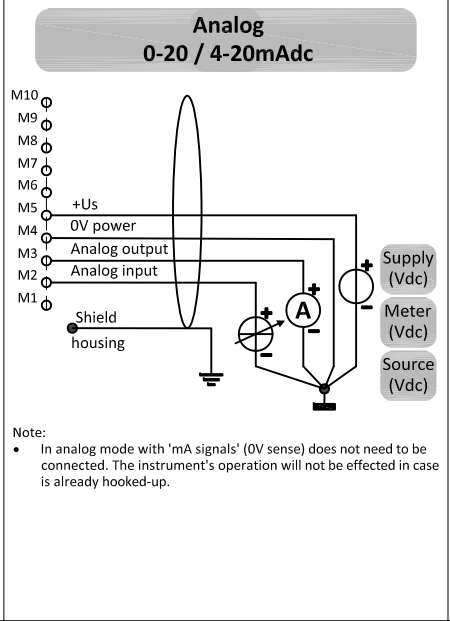 Analog
0-20 / 4-20mAdc
M10
M9
M8
M7
M6
M5
+Us
M4
0V power
M3
Analog output
M2
Analog input
M1
Shield
housing
+
-
+
A
-
+
-
Supply
(Vdc)
Meter
(Vdc)
Source
(Vdc)
Note:
• In analog mode with 'mA signals' (0V sense) does not need to be
connected. The instrument's operation will not be effected in case
is already hooked-up.